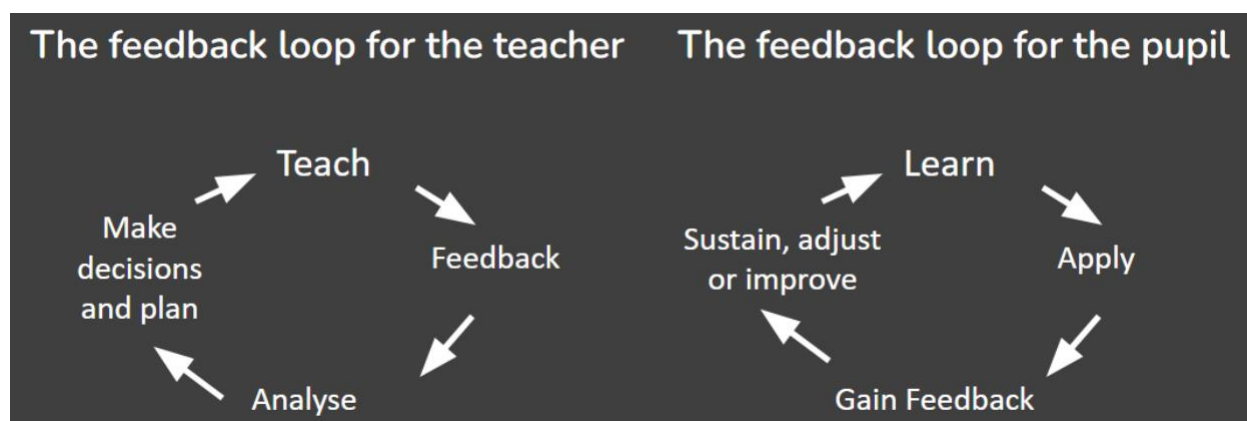 The feedback loop for the teacher
Teach
Feedback
Analyse
Make
decisions
and plan
The feedback loop for the pupil
Learn
Apply
Gain Feedback
Sustain, adjust
or improve